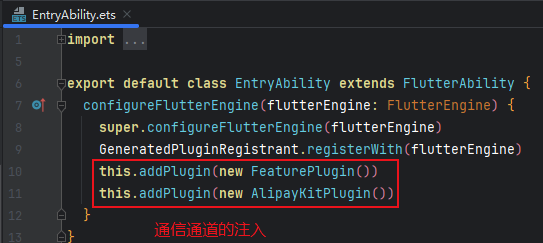 EntryAbility.ets
ETS
1 import ...
5
6 export default class EntryAbility extends FlutterAbility {
7 configureFlutterEngine(flutterEngine: FlutterEngine) {
8 super.configureFlutterEngine(flutterEngine)
9 GeneratedPluginRegistrant.registerWith(flutterEngine)
10 this.addPlugin(new FeaturePlugin())
11 this.addPlugin(new AlipayKitPlugin())
12 }
通信通道的注入
13 }